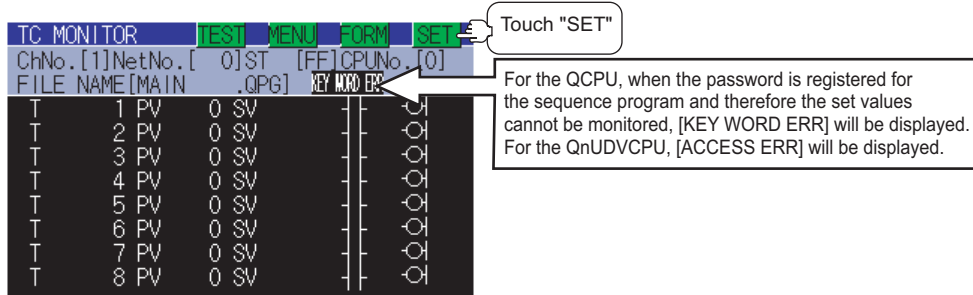 TC MONITOR TEST MENU FORM SET
Touch "SET"
ChNo.[1]NetNo.[ 0]ST [FF]CPUNo.[0]
FILE NAME[MAIN .QPG] KEY WORD ERR
For the QCPU, when the password is registered for
the sequence program and therefore the set values
cannot be monitored, [KEY WORD ERR] will be displayed.
For the QnUDVCPU, [ACCESS ERR] will be displayed.
T 1 PV 0 SV
T 2 PV 0 SV
T 3 PV 0 SV
T 4 PV 0 SV
T 5 PV 0 SV
T 6 PV 0 SV
T 7 PV 0 SV
T 8 PV 0 SV